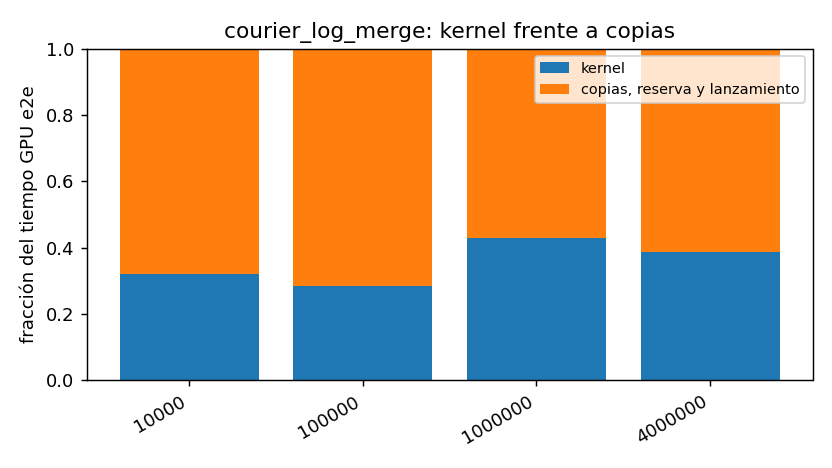 courier_log_merge: kernel frente a copias
kernel
copias, reserva y lanzamiento
fracción del tiempo GPU e2e
1.0
0.8
0.6
0.4
0.2
0.0
10000
100000
1000000
4000000